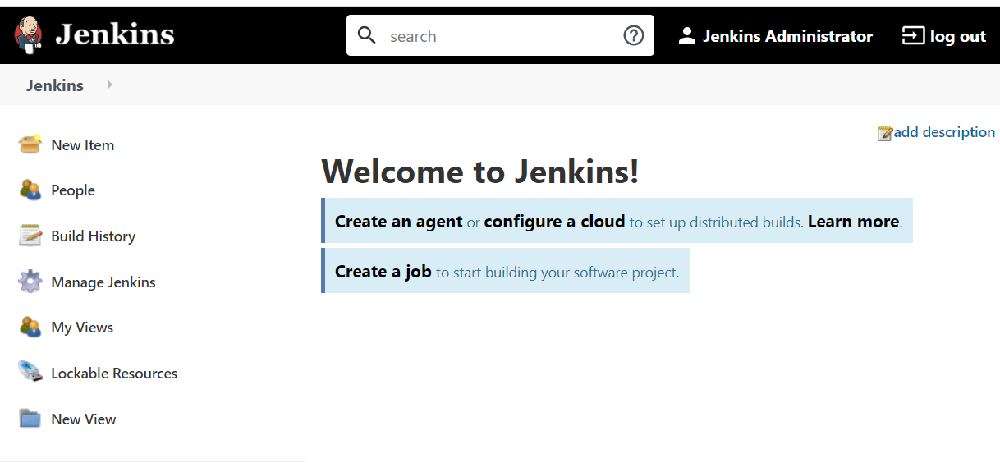 Jenkins
search
Jenkins Administrator
log out
Jenkins
New Item
People
Build History
Manage Jenkins
My Views
Lockable Resources
New View
add description
Welcome to Jenkins!
Create an agent or configure a cloud to set up distributed builds. Learn more.
Create a job to start building your software project.